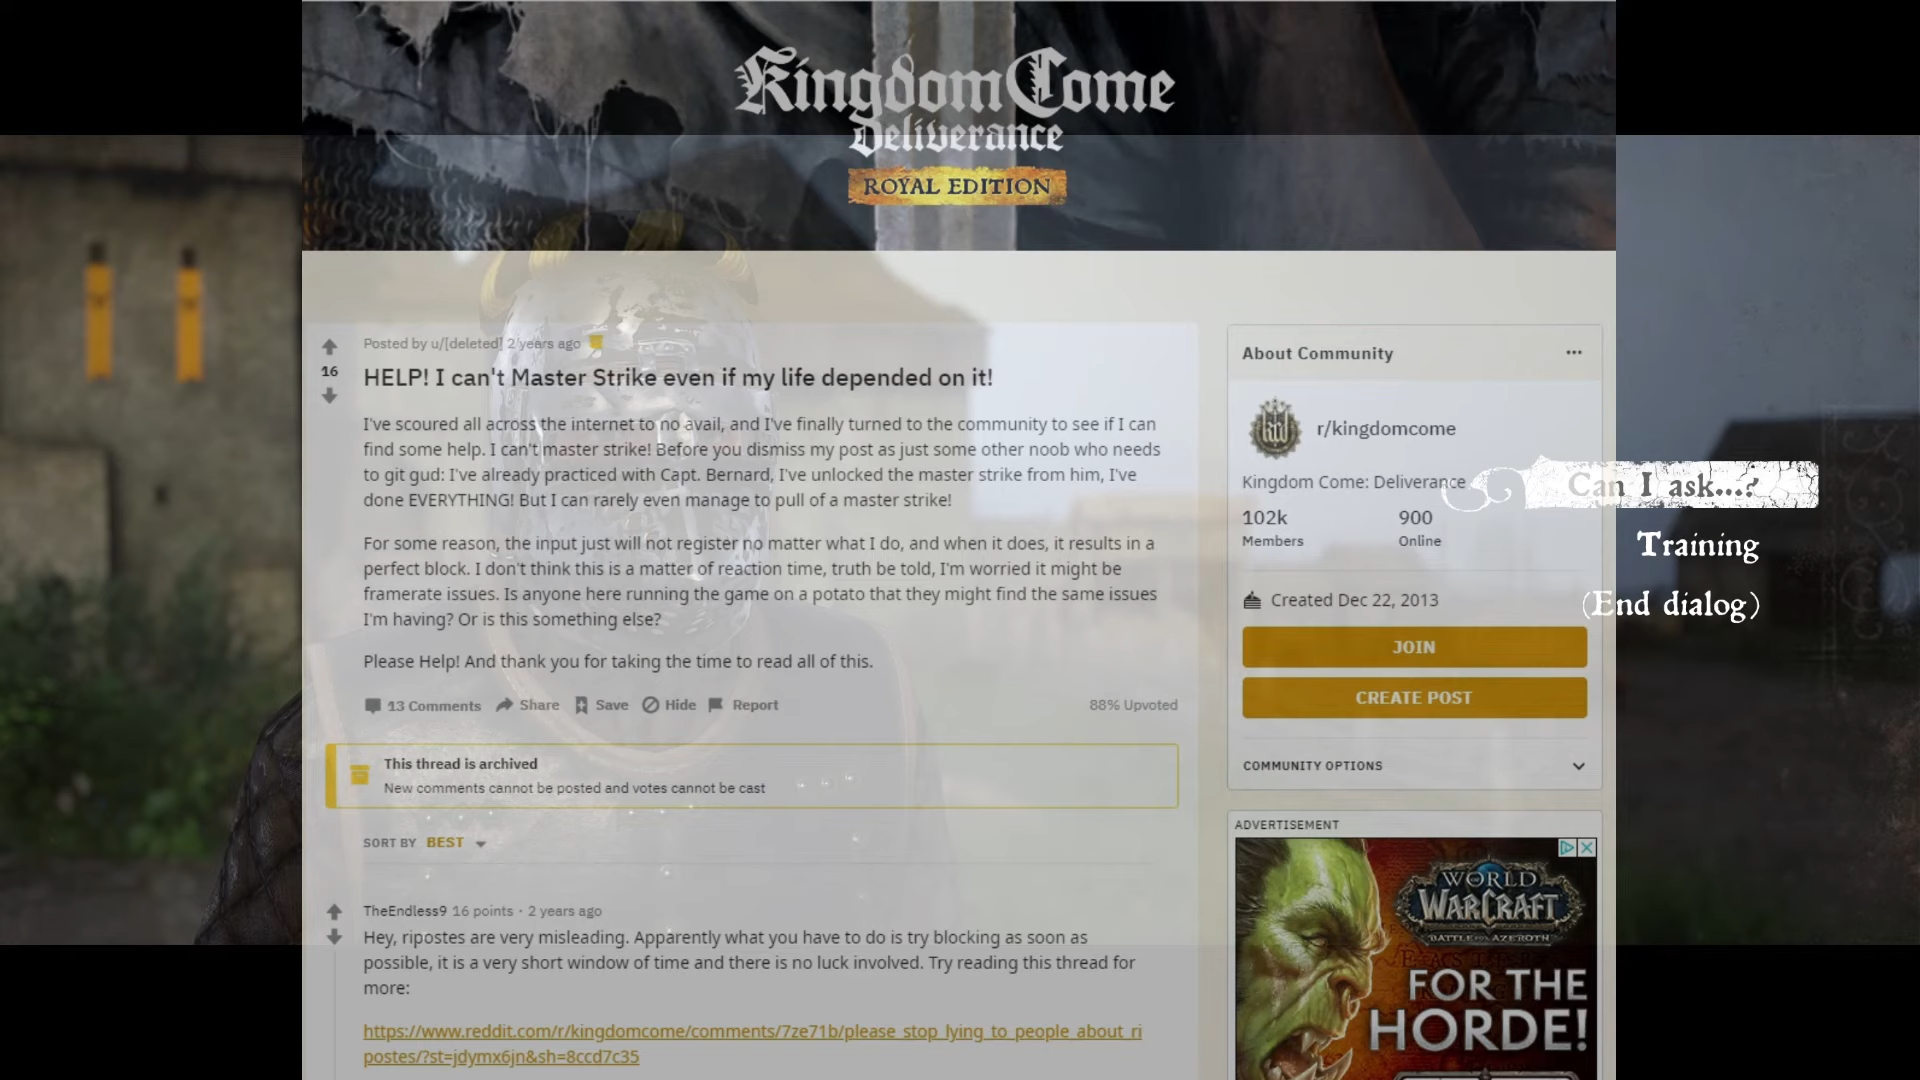 Kingdom Come
Deliverance
ROYAL EDITION
16
Posted by u/[deleted] 2 years ago
HELP! I can't Master Strike even if my life depended on it!
I've scoured all across the internet to no avail, and I've finally turned to the community to see if I can
find some help. I can't master strike! Before you dismiss my post as just some other noob who needs
to git gud: I've already practiced with Capt. Bernard, I've unlocked the master strike from him, I've
done EVERYTHING! But I can rarely even manage to pull of a master strike!
For some reason, the input just will not register no matter what I do, and when it does, it results in a
perfect block. I don't think this is a matter of reaction time, truth be told, I'm worried it might be
framerate issues. Is anyone here running the game on a potato that they might find the same issues
I'm having? Or is this something else?
Please Help! And thank you for taking the time to read all of this.
13 Comments Share Save Hide Report 88% Upvoted
This thread is archived
New comments cannot be posted and votes cannot be cast
SORT BY BEST
TheEndless9 16 points · 2 years ago
Hey, ripostes are very misleading. Apparently what you have to do is try blocking as soon as
possible, it is a very short window of time and there is no luck involved. Try reading this thread for
more:
https://www.reddit.com/r/kingdomcome/comments/7ze71b/please_stop_lying_to_people_about_ri
postes/?st=jdymx6jn&sh=8ccd7c35
About Community
r/kingdomcome
Kingdom Come: Deliverance
102k 900
Members Online
Created Dec 22, 2013
JOIN
CREATE POST
COMMUNITY OPTIONS
ADVERTISEMENT
WORLD
WARCRAFT
BATTLE FOR AZEROTH
FOR THE
HORDE!
Can I ask...?
Training
(End dialog)